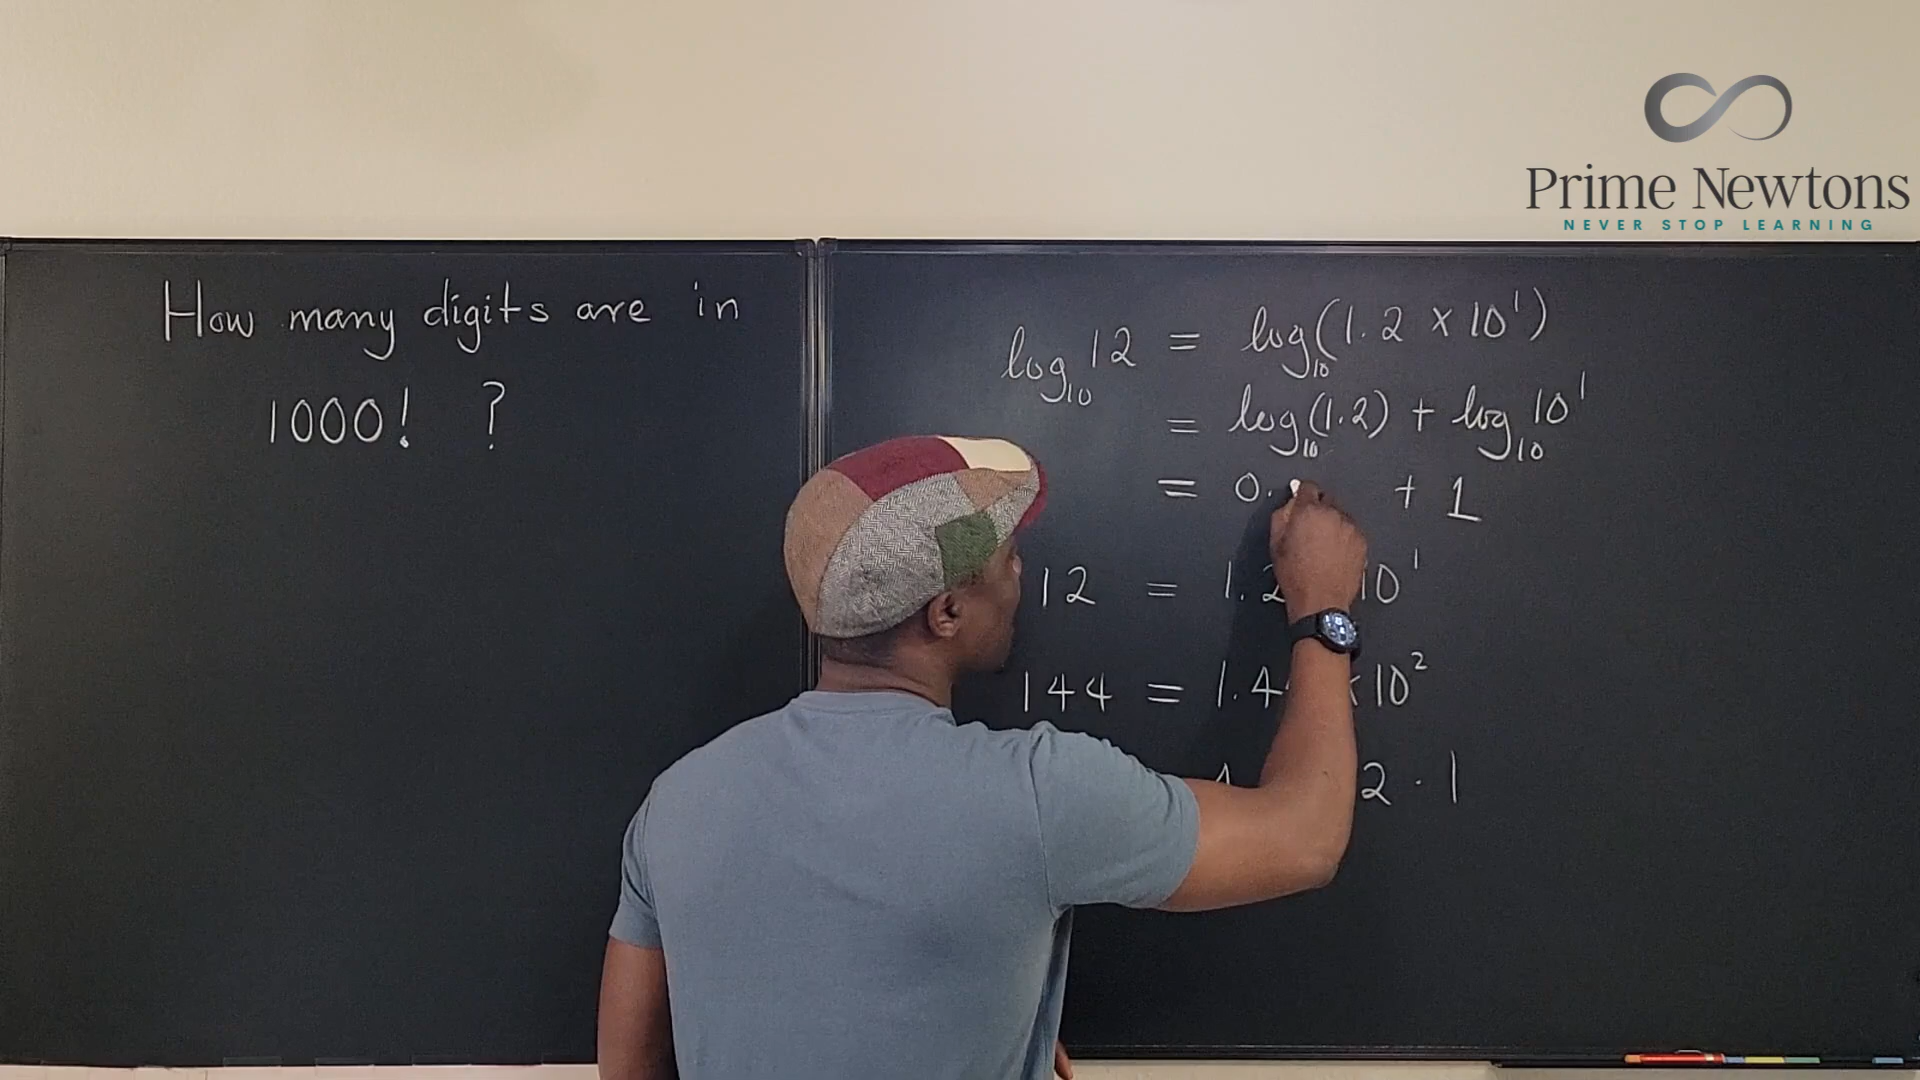 Prime Newtons
NEVER STOP LEARNING
How many digits are in
1000! ?
log₁₀12 = log₁₀(1.2 × 10¹)
= log₁₀(1.2) + log₁₀10¹
= 0. + 1
12 = 1.2 10¹
144 = 1.4 ×10²
2 · 1